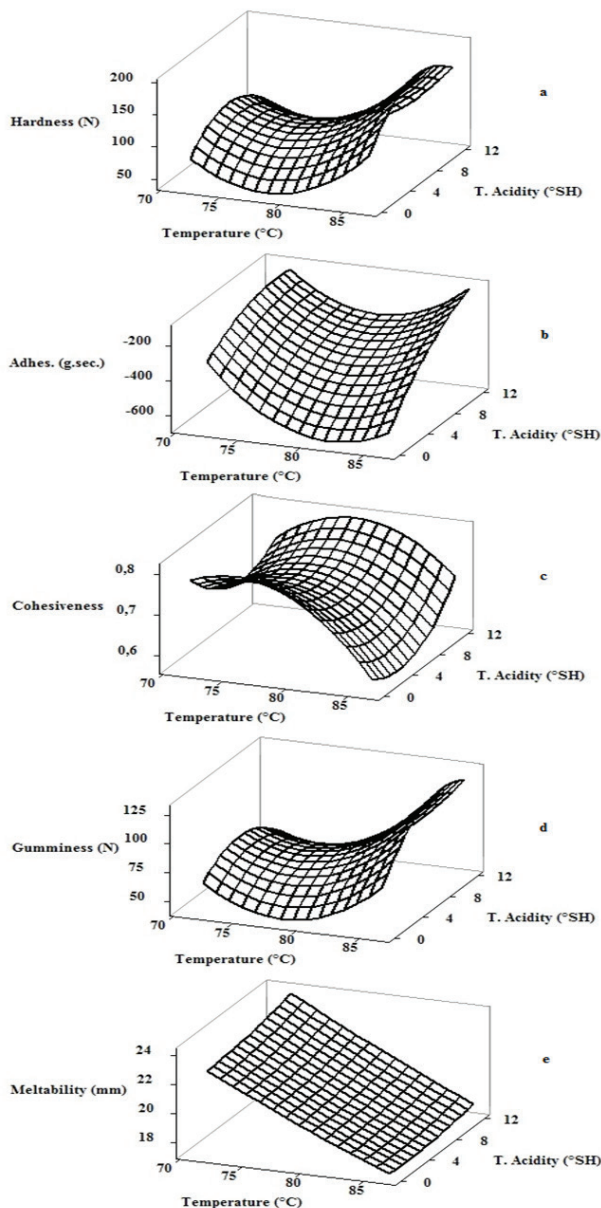 200
150
Hardness (N)
a
100
12
50
8
T. Acidity (°SH)
4
70
75
0
80
Temperature (°C)
85
-200
b
Adhes. (g.sec.)
-400
12
-600
8
70
T. Acidity (°SH)
4
75
0
80
Temperature (°C)
85
0,8
c
Cohesiveness
0,7
12
0,6
8
T. Acidity (°SH)
4
70
75
0
80
Temperature (°C)
85
125
d
Gumminess (N)
100
75
12
50
8
T. Acidity (°SH)
4
70
75
0
80
Temperature (°C)
85
24
e
Meltability (mm)
22
20
12
18
8
T. Acidity (°SH)
70
4
75
0
80
Temperature (°C)
85